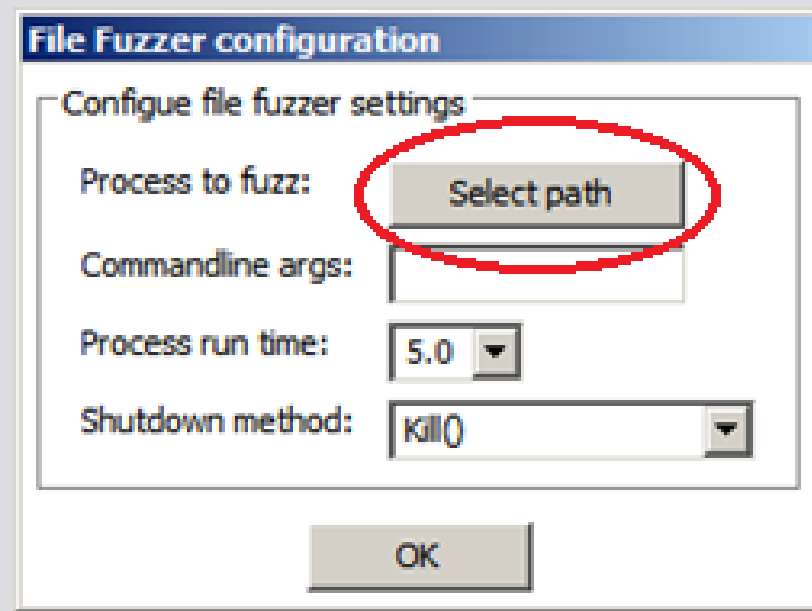 File Fuzzer configuration
Configue file fuzzer settings
Process to fuzz: Select path
Commandline args:
Process run time: 5.0
Shutdown method: Kill()
OK